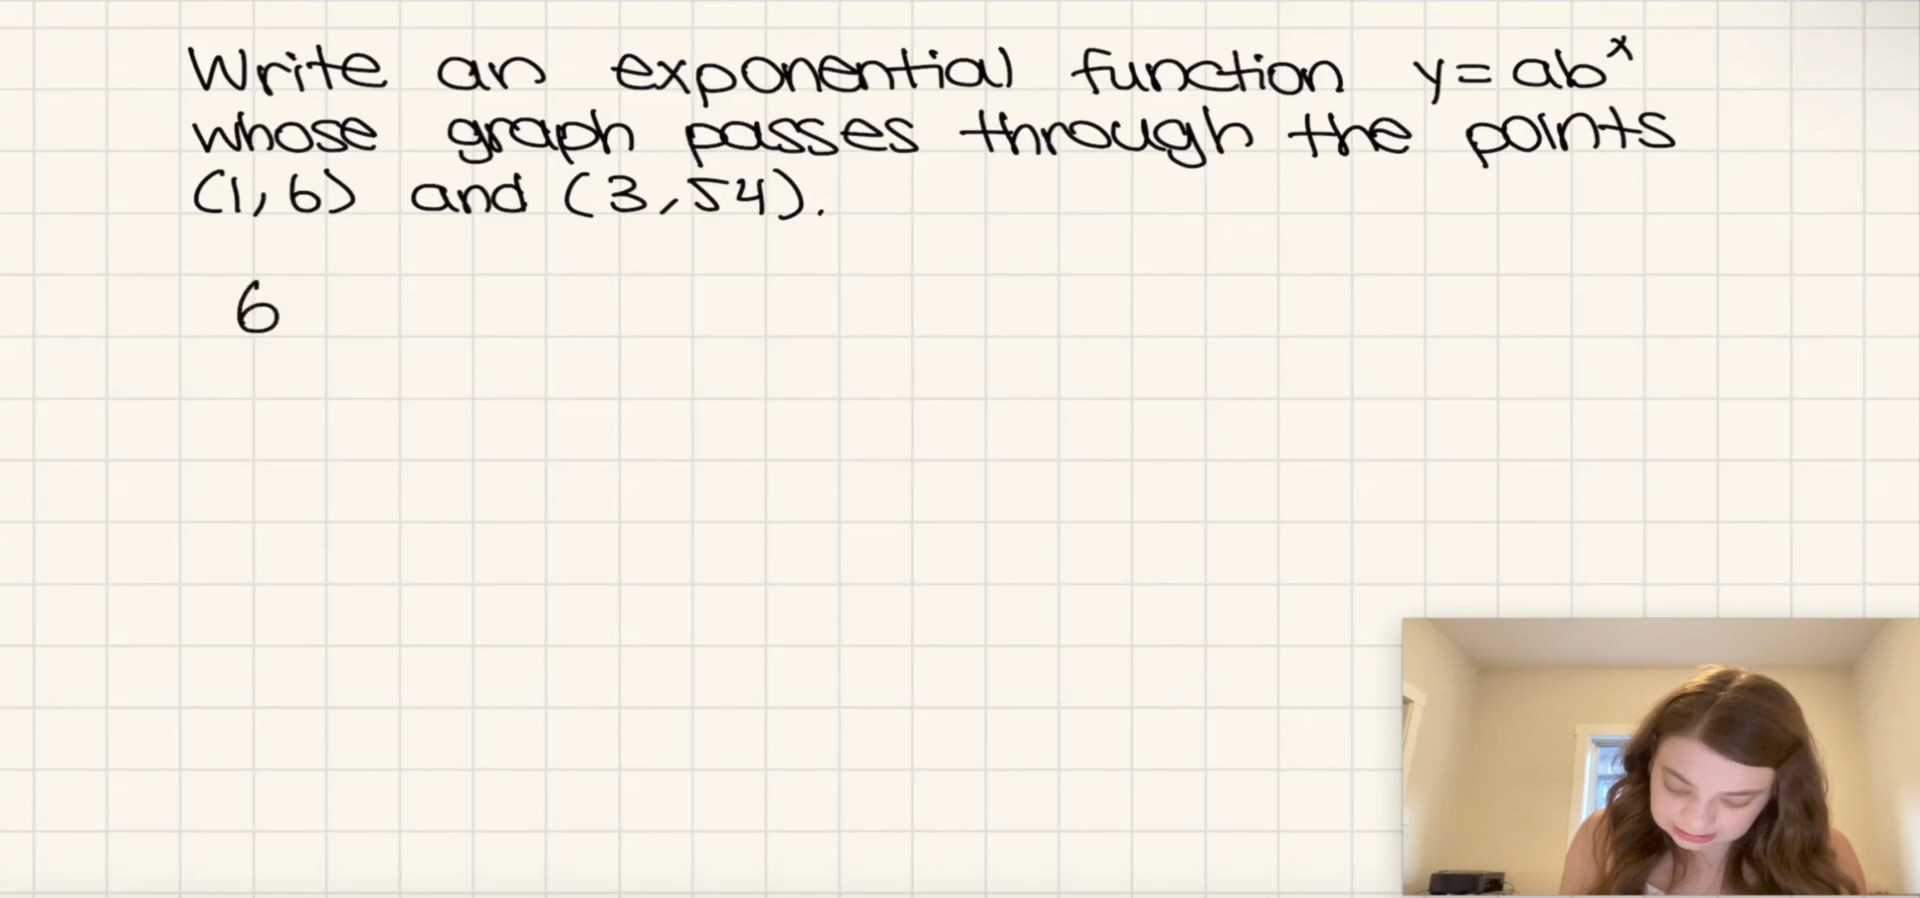 Write an exponential function y = ab^x
whose graph passes through the points
(1, 6) and (3, 54).
6